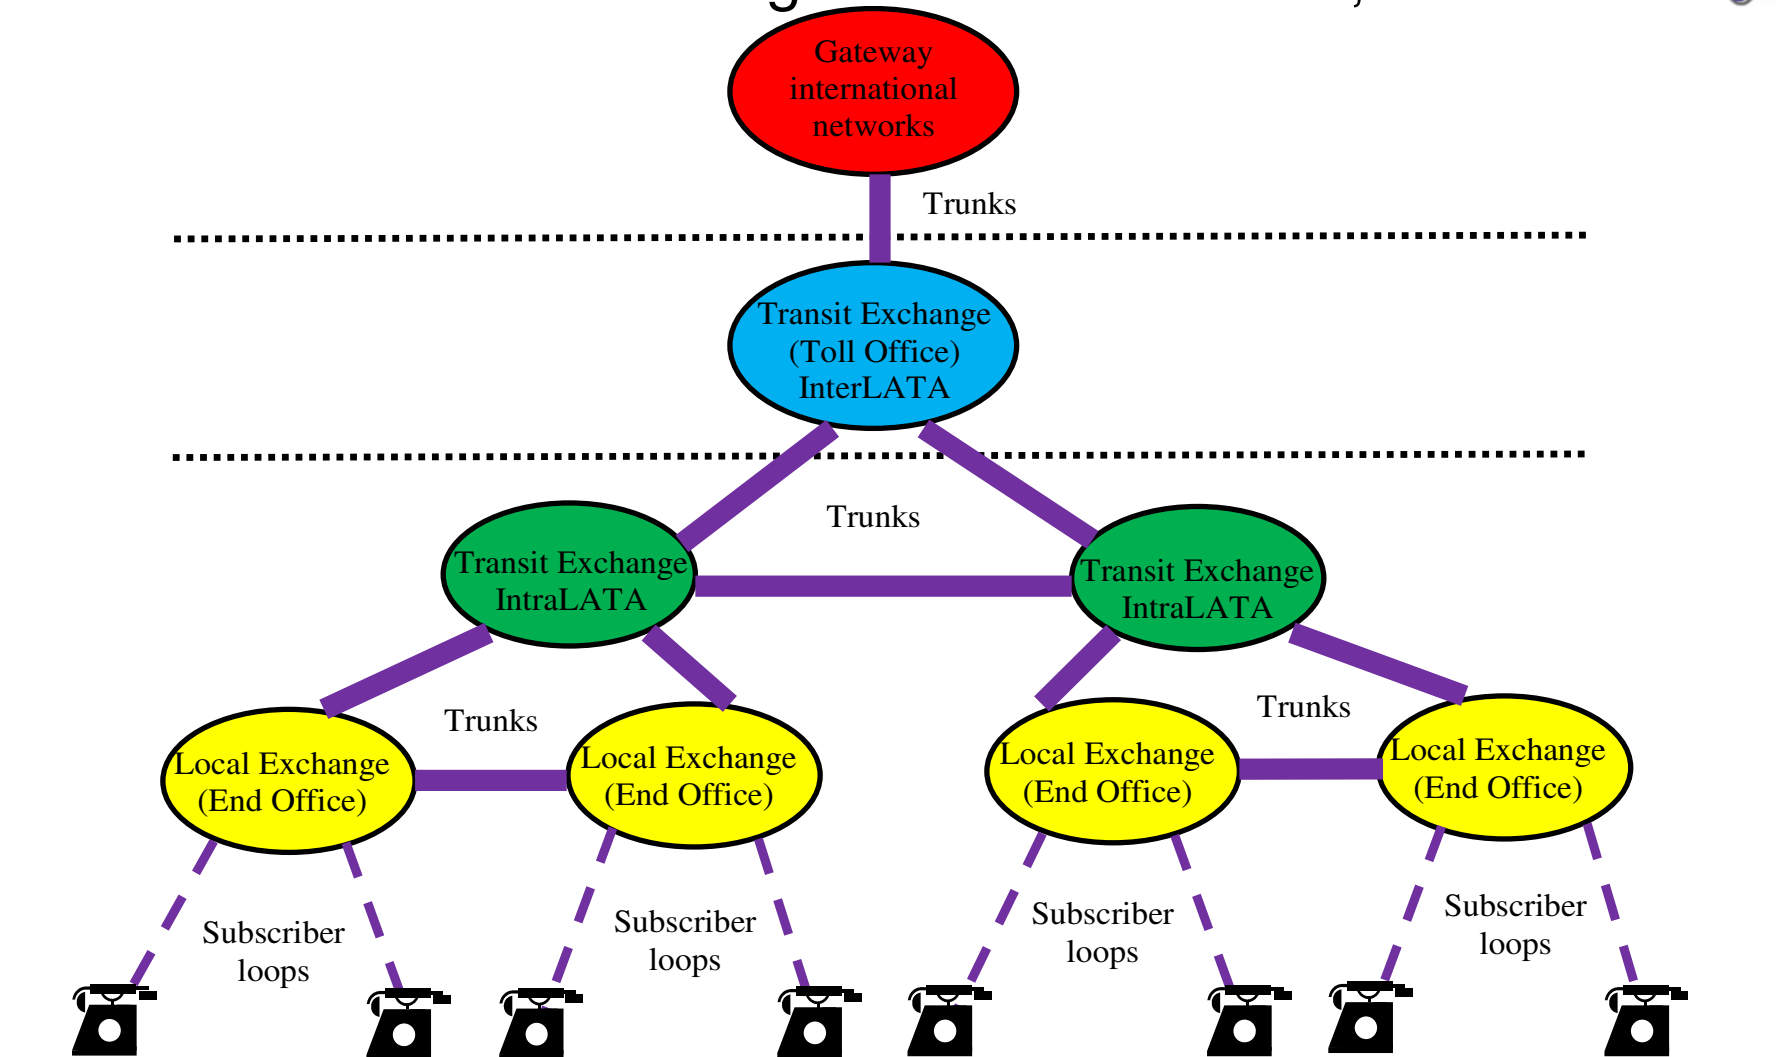 Gateway
international
networks
Trunks
Transit Exchange
(Toll Office)
InterLATA
Trunks
Transit Exchange
IntraLATA
Transit Exchange
IntraLATA
Trunks
Trunks
Local Exchange
(End Office)
Local Exchange
(End Office)
Local Exchange
(End Office)
Local Exchange
(End Office)
Subscriber
loops
Subscriber
loops
Subscriber
loops
Subscriber
loops